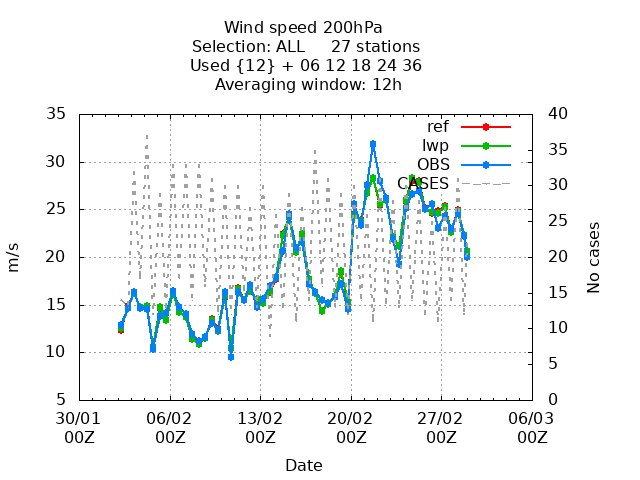 Wind speed 200hPa
Selection: ALL     27 stations
Used {12} + 06 12 18 24 36
Averaging window: 12h
35
30
25
20
15
10
5
40
35
30
25
20
15
10
5
0
m/s
No cases
ref
lwp
OBS
CASES
30/01 06/02 13/02 20/02 27/02 06/03
00Z 00Z 00Z 00Z 00Z 00Z
Date